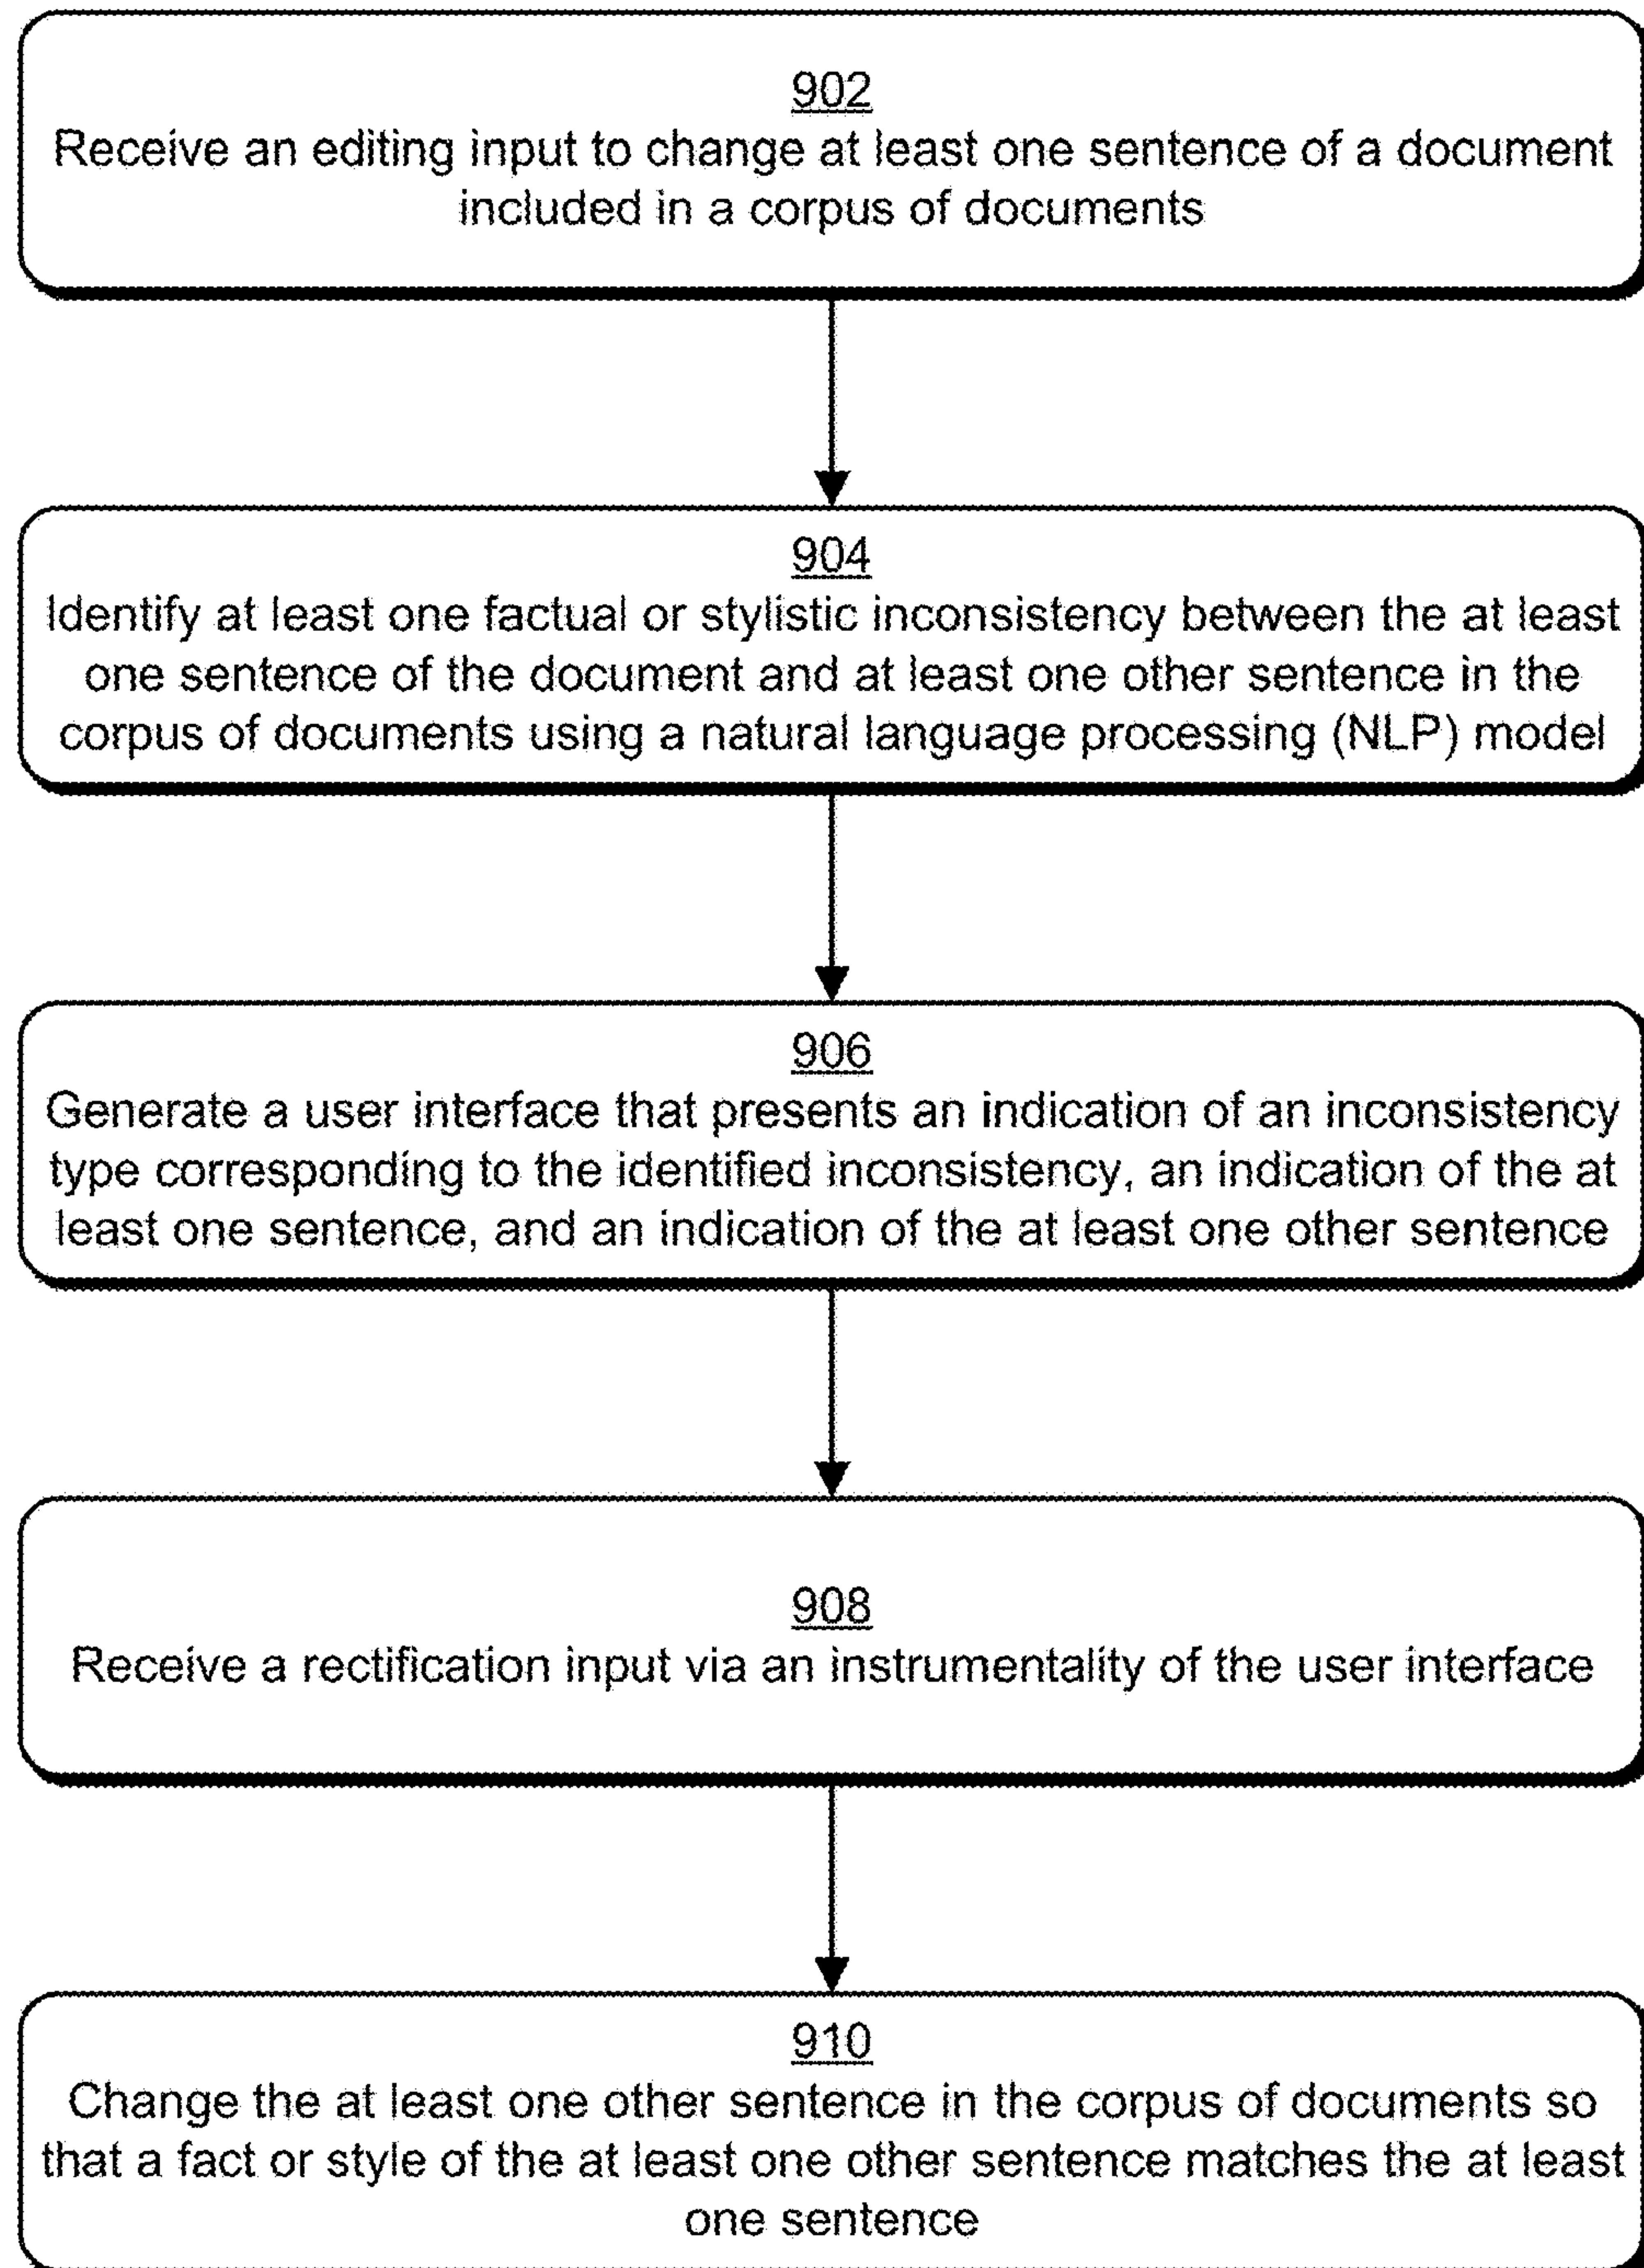 902
Receive an editing input to change at least one sentence of a document
included in a corpus of documents
904
Identify at least one factual or stylistic inconsistency between the at least
one sentence of the document and at least one other sentence in the
corpus of documents using a natural language processing (NLP) model
906
Generate a user interface that presents an indication of an inconsistency
type corresponding to the identified inconsistency, an indication of the at
least one sentence, and an indication of the at least one other sentence
908
Receive a rectification input via an instrumentality of the user interface
910
Change the at least one other sentence in the corpus of documents so
that a fact or style of the at least one other sentence matches the at least
one sentence